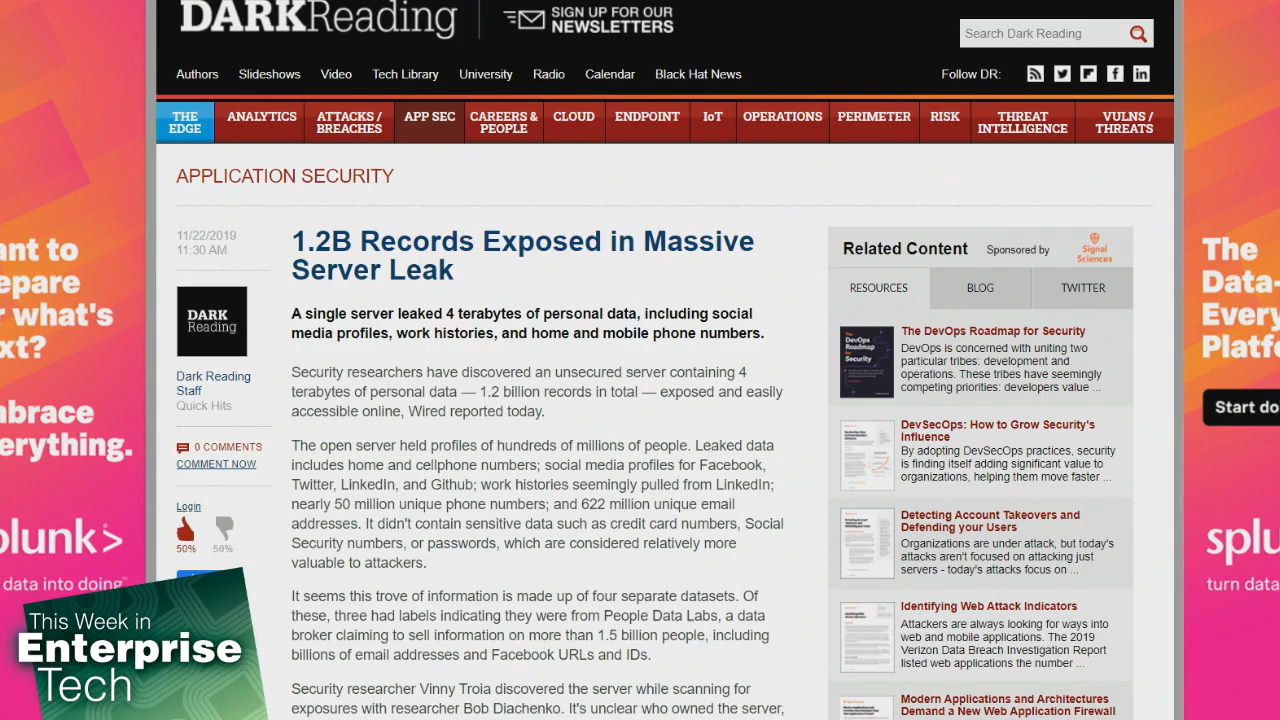 DARKReading
SIGN UP FOR OUR
NEWSLETTERS
Search Dark Reading
Authors Slideshows Video Tech Library University Radio Calendar Black Hat News
Follow DR:
THE EDGE
ANALYTICS
ATTACKS / BREACHES
APP SEC
CAREERS & PEOPLE
CLOUD
ENDPOINT
IoT
OPERATIONS
PERIMETER
RISK
THREAT INTELLIGENCE
VULNS / THREATS
APPLICATION SECURITY
11/22/2019
11:30 AM
DARK
Reading
Dark Reading
Staff
Quick Hits
0 COMMENTS
COMMENT NOW
Login
50% 50%
1.2B Records Exposed in Massive
Server Leak
A single server leaked 4 terabytes of personal data, including social
media profiles, work histories, and home and mobile phone numbers.
Security researchers have discovered an unsecured server containing 4
terabytes of personal data — 1.2 billion records in total — exposed and easily
accessible online, Wired reported today.
The open server held profiles of hundreds of millions of people. Leaked data
includes home and cellphone numbers; social media profiles for Facebook,
Twitter, LinkedIn, and Github; work histories seemingly pulled from LinkedIn;
nearly 50 million unique phone numbers; and 622 million unique email
addresses. It didn't contain sensitive data such as credit card numbers, Social
Security numbers, or passwords, which are considered relatively more
valuable to attackers.
It seems this trove of information is made up of four separate datasets. Of
these, three had labels indicating they were from People Data Labs, a data
broker claiming to sell information on more than 1.5 billion people, including
billions of email addresses and Facebook URLs and IDs.
Security researcher Vinny Troia discovered the server while scanning for
exposures with researcher Bob Diachenko. It's unclear who owned the server,
Related Content Sponsored by
Signal
Sciences
RESOURCES BLOG TWITTER
The DevOps Roadmap for Security
DevOps is concerned with uniting two
particular tribes: development and
operations. These tribes have seemingly
competing priorities: developers value ...
The
DevOps
Roadmap
for
Security
DevSecOps: How to Grow Security's
Influence
By adopting DevSecOps practices, security
is finding itself adding significant value to
organizations, helping them move faster ...
Detecting Account Takeovers and
Defending your Users
Organizations are under attack, but today's
attacks aren't focused on attacking just
servers - today's attacks focus on ...
Identifying Web Attack Indicators
Attackers are always looking for ways into
web and mobile applications. The 2019
Verizon Data Breach Investigation Report
listed web applications the number ...
Modern Applications and Architectures
Demand a New Web Application Firewall
ant to
epare
r what's
xt?
mbrace
erything.
plunk>
data into doing™
The
Data-
Every
Platfo
Start do
splu
turn data
This Week in
Enterprise
Tech